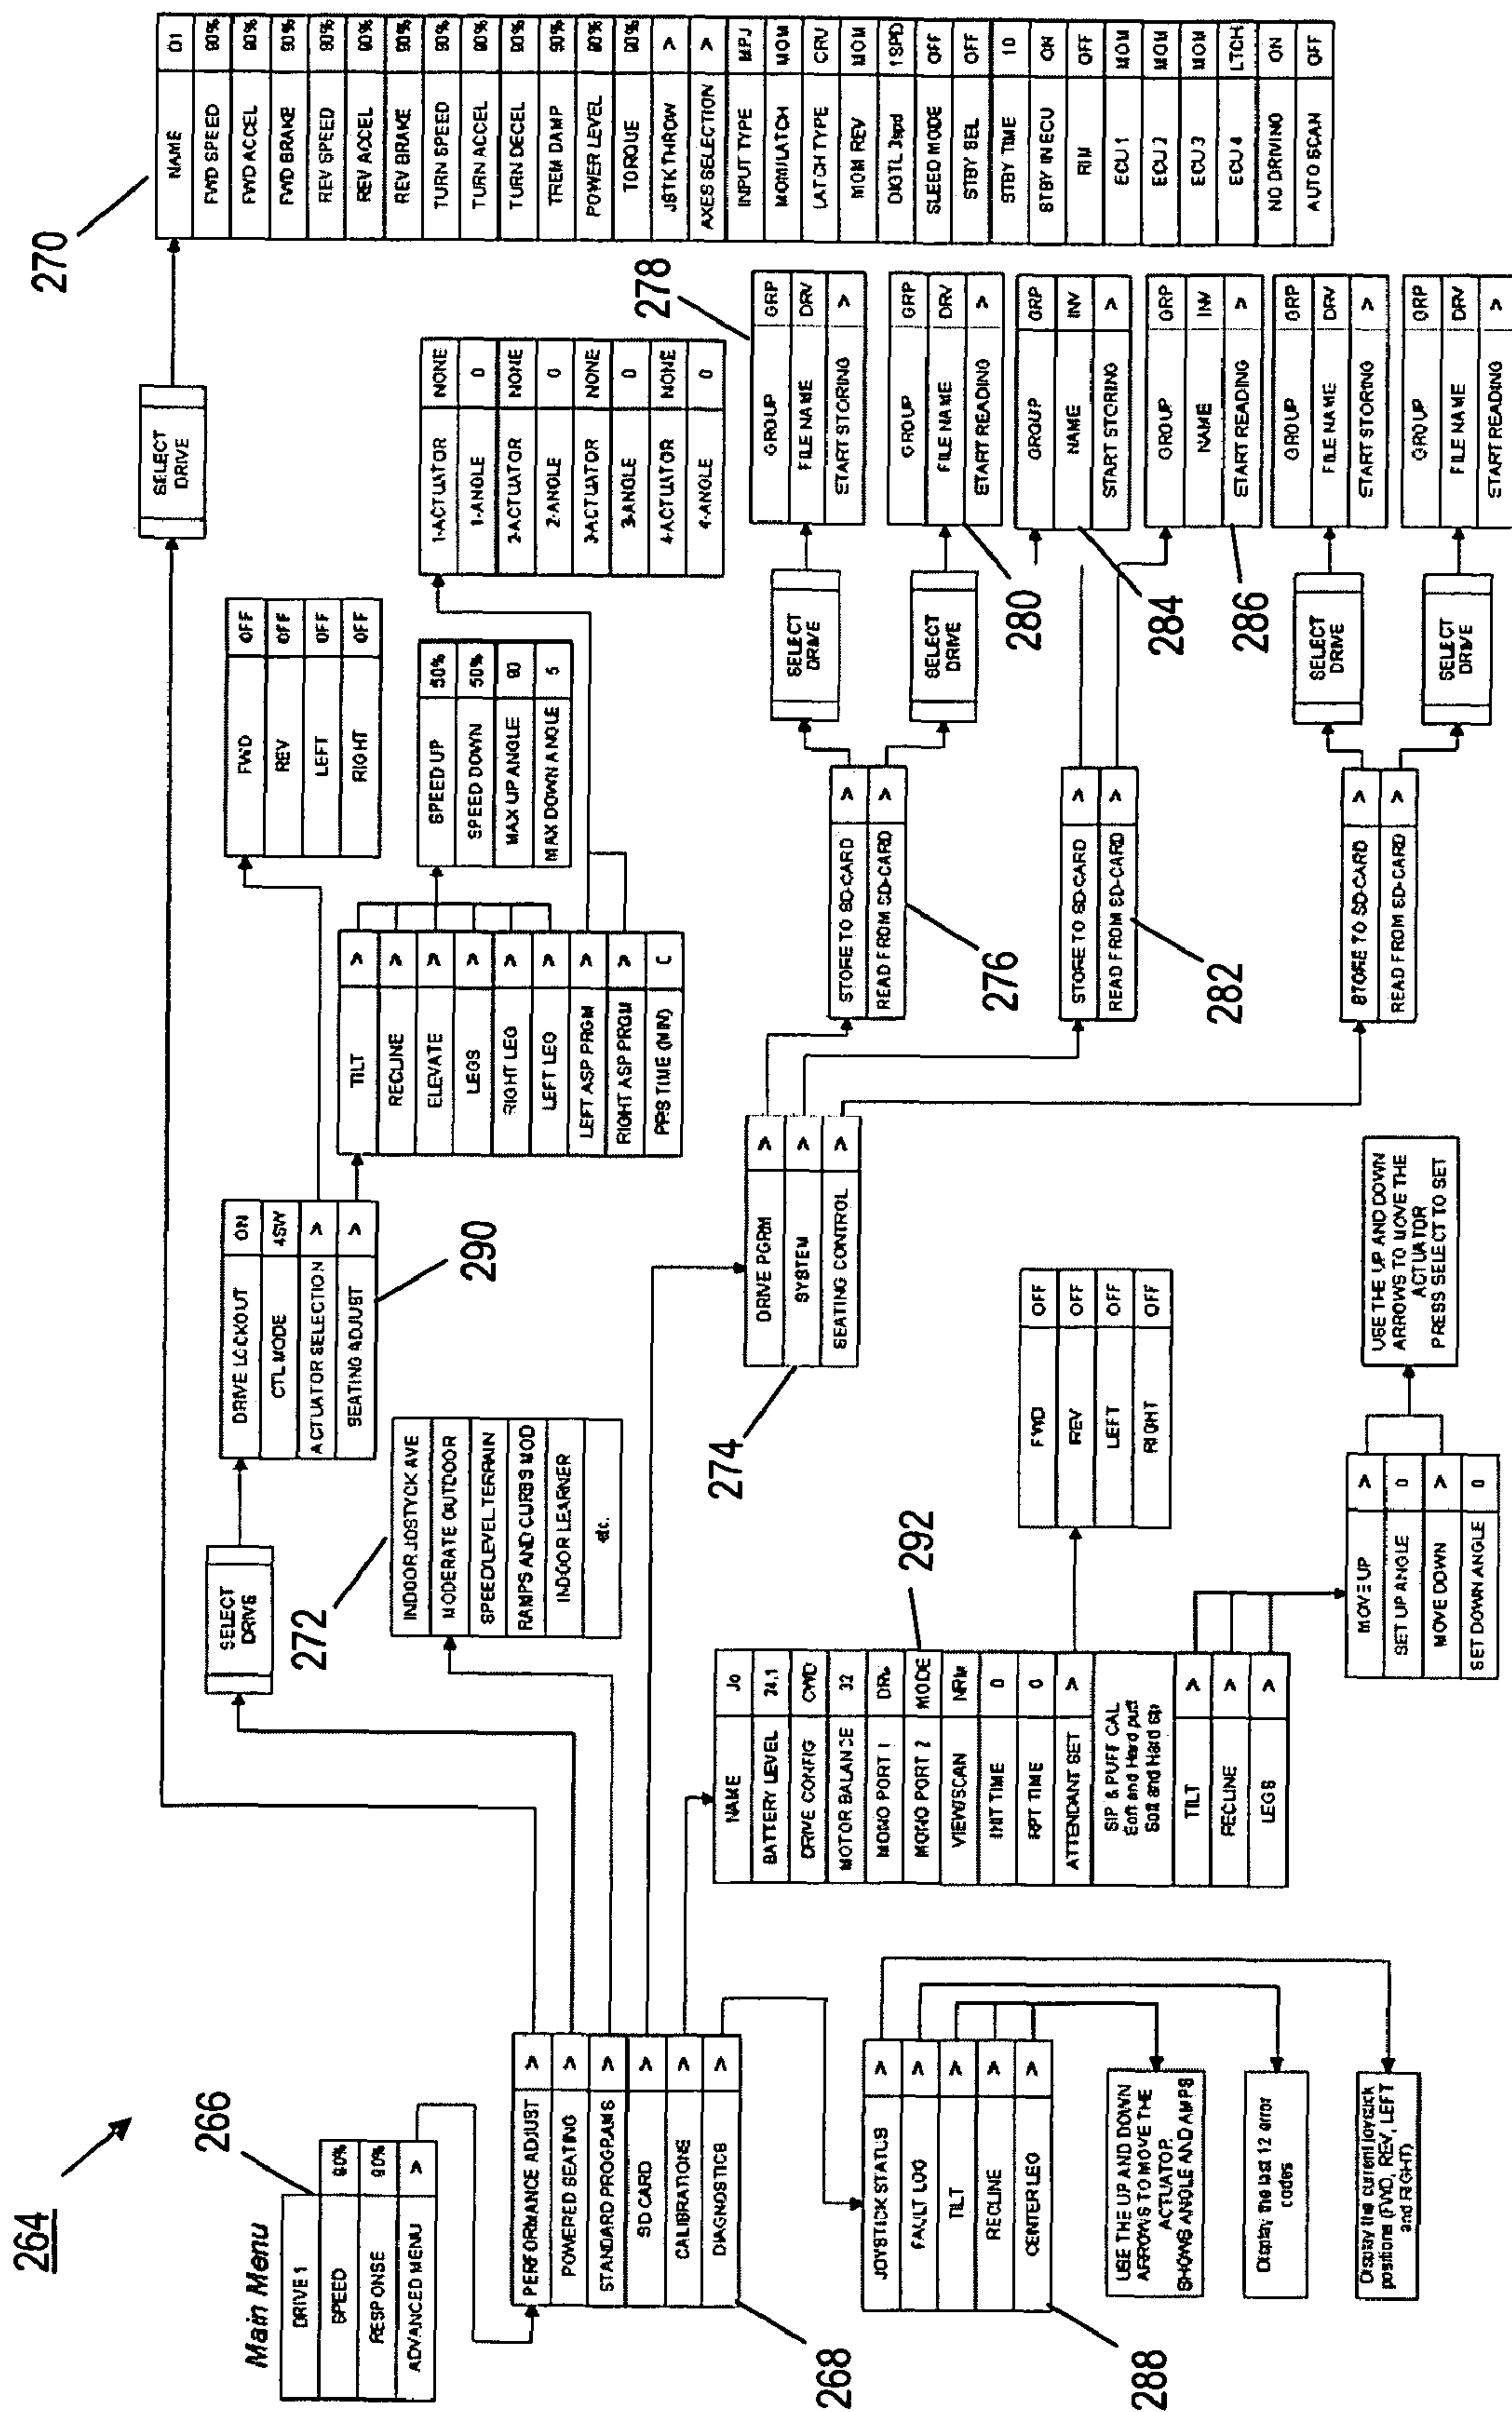 264
Main Menu
266
DRIVE 1
SPEED 90%
RESPONSE 90%
ADVANCED MENU >
PERFORMANCE ADJUST >
POWERED SEATING >
STANDARD PROGRAMS >
SD CARD >
CALIBRATIONS >
DIAGNOSTICS >
268
JOYSTICK STATUS >
FAULT LOG >
TILT >
RECLINE >
CENTER LEG >
288
USE THE UP AND DOWN
ARROWS TO MOVE THE
ACTUATOR.
SHOWS ANGLE AND AMPS
Display the last 12 error
codes
Display the current joystick
positions (FWD, REV, LEFT
and RIGHT)
SELECT
DRIVE
DRIVE LOCKOUT ON
CTL MODE 4SW
ACTUATOR SELECTION >
SEATING ADJUST >
290
272
INDOOR JOSTYCK AVE
MODERATE OUTDOOR
SPEED LEVEL TERRAIN
RAMPS AND CURBS MOD
INDOOR LEARNER
etc.
NAME Jo
BATTERY LEVEL 24.1
DRIVE CONFIG CWD
MOTOR BALANCE 32
MONO PORT 1
MONO PORT 2 MODE
VIEW/SCAN NRM
INIT TIME 0
RPT TIME 0
ATTENDANT SET >
SIP & PUFF CAL
Soft and Hard puff
Soft and Hard sip
TILT >
RECLINE >
LEGS >
292
FWD OFF
REV OFF
LEFT OFF
RIGHT OFF
MOVE UP >
SET UP ANGLE 0
MOVE DOWN >
SET DOWN ANGLE 0
USE THE UP AND DOWN
ARROWS TO MOVE THE
ACTUATOR
PRESS SELECT TO SET
FWD OFF
REV OFF
LEFT OFF
RIGHT OFF
TILT >
RECLINE >
ELEVATE >
LEGS >
RIGHT LEG >
LEFT LEG >
LEFT ASP PRGM >
RIGHT ASP PRGM >
PPS TIME (MIN)
SPEED UP 50%
SPEED DOWN 50%
MAX UP ANGLE 90
MAX DOWN ANGLE 5
1-ACTUATOR NONE
1-ANGLE 0
2-ACTUATOR NONE
2-ANGLE 0
3-ACTUATOR NONE
3-ANGLE 0
4-ACTUATOR NONE
4-ANGLE 0
DRIVE PGRM >
SYSTEM >
SEATING CONTROL >
274
STORE TO SD-CARD >
READ FROM SD-CARD >
276
STORE TO SD-CARD >
READ FROM SD-CARD >
282
STORE TO SD-CARD >
READ FROM SD-CARD >
SELECT
DRIVE
SELECT
DRIVE
SELECT
DRIVE
SELECT
DRIVE
278
GROUP GRP
FILE NAME DRV
START STORING >
280
GROUP GRP
FILE NAME DRV
START READING >
284
GROUP GRP
NAME INV
START STORING >
286
GROUP GRP
NAME INV
START READING >
GROUP GRP
FILE NAME DRV
START STORING >
GROUP GRP
FILE NAME DRV
START READING >
SELECT
DRIVE
270
NAME D1
FWD SPEED 90%
FWD ACCEL 90%
FWD BRAKE 90%
REV SPEED 90%
REV ACCEL 90%
REV BRAKE 90%
TURN SPEED 90%
TURN ACCEL 90%
TURN DECEL 90%
TREM DAMP 90%
POWER LEVEL 90%
TORQUE 90%
JSTK THROW >
AXES SELECTION >
INPUT TYPE MPJ
MOM/LATCH MOM
LATCH TYPE CRU
MOM REV MOM
DIGTL 3spd 1SPD
SLEED MODE OFF
STBY SEL OFF
STBY TIME 10
STBY IN ECU ON
RIM OFF
ECU 1 MOM
ECU 2 MOM
ECU 3 MOM
ECU 4 LTCH
NO DRIVING ON
AUTO SCAN OFF